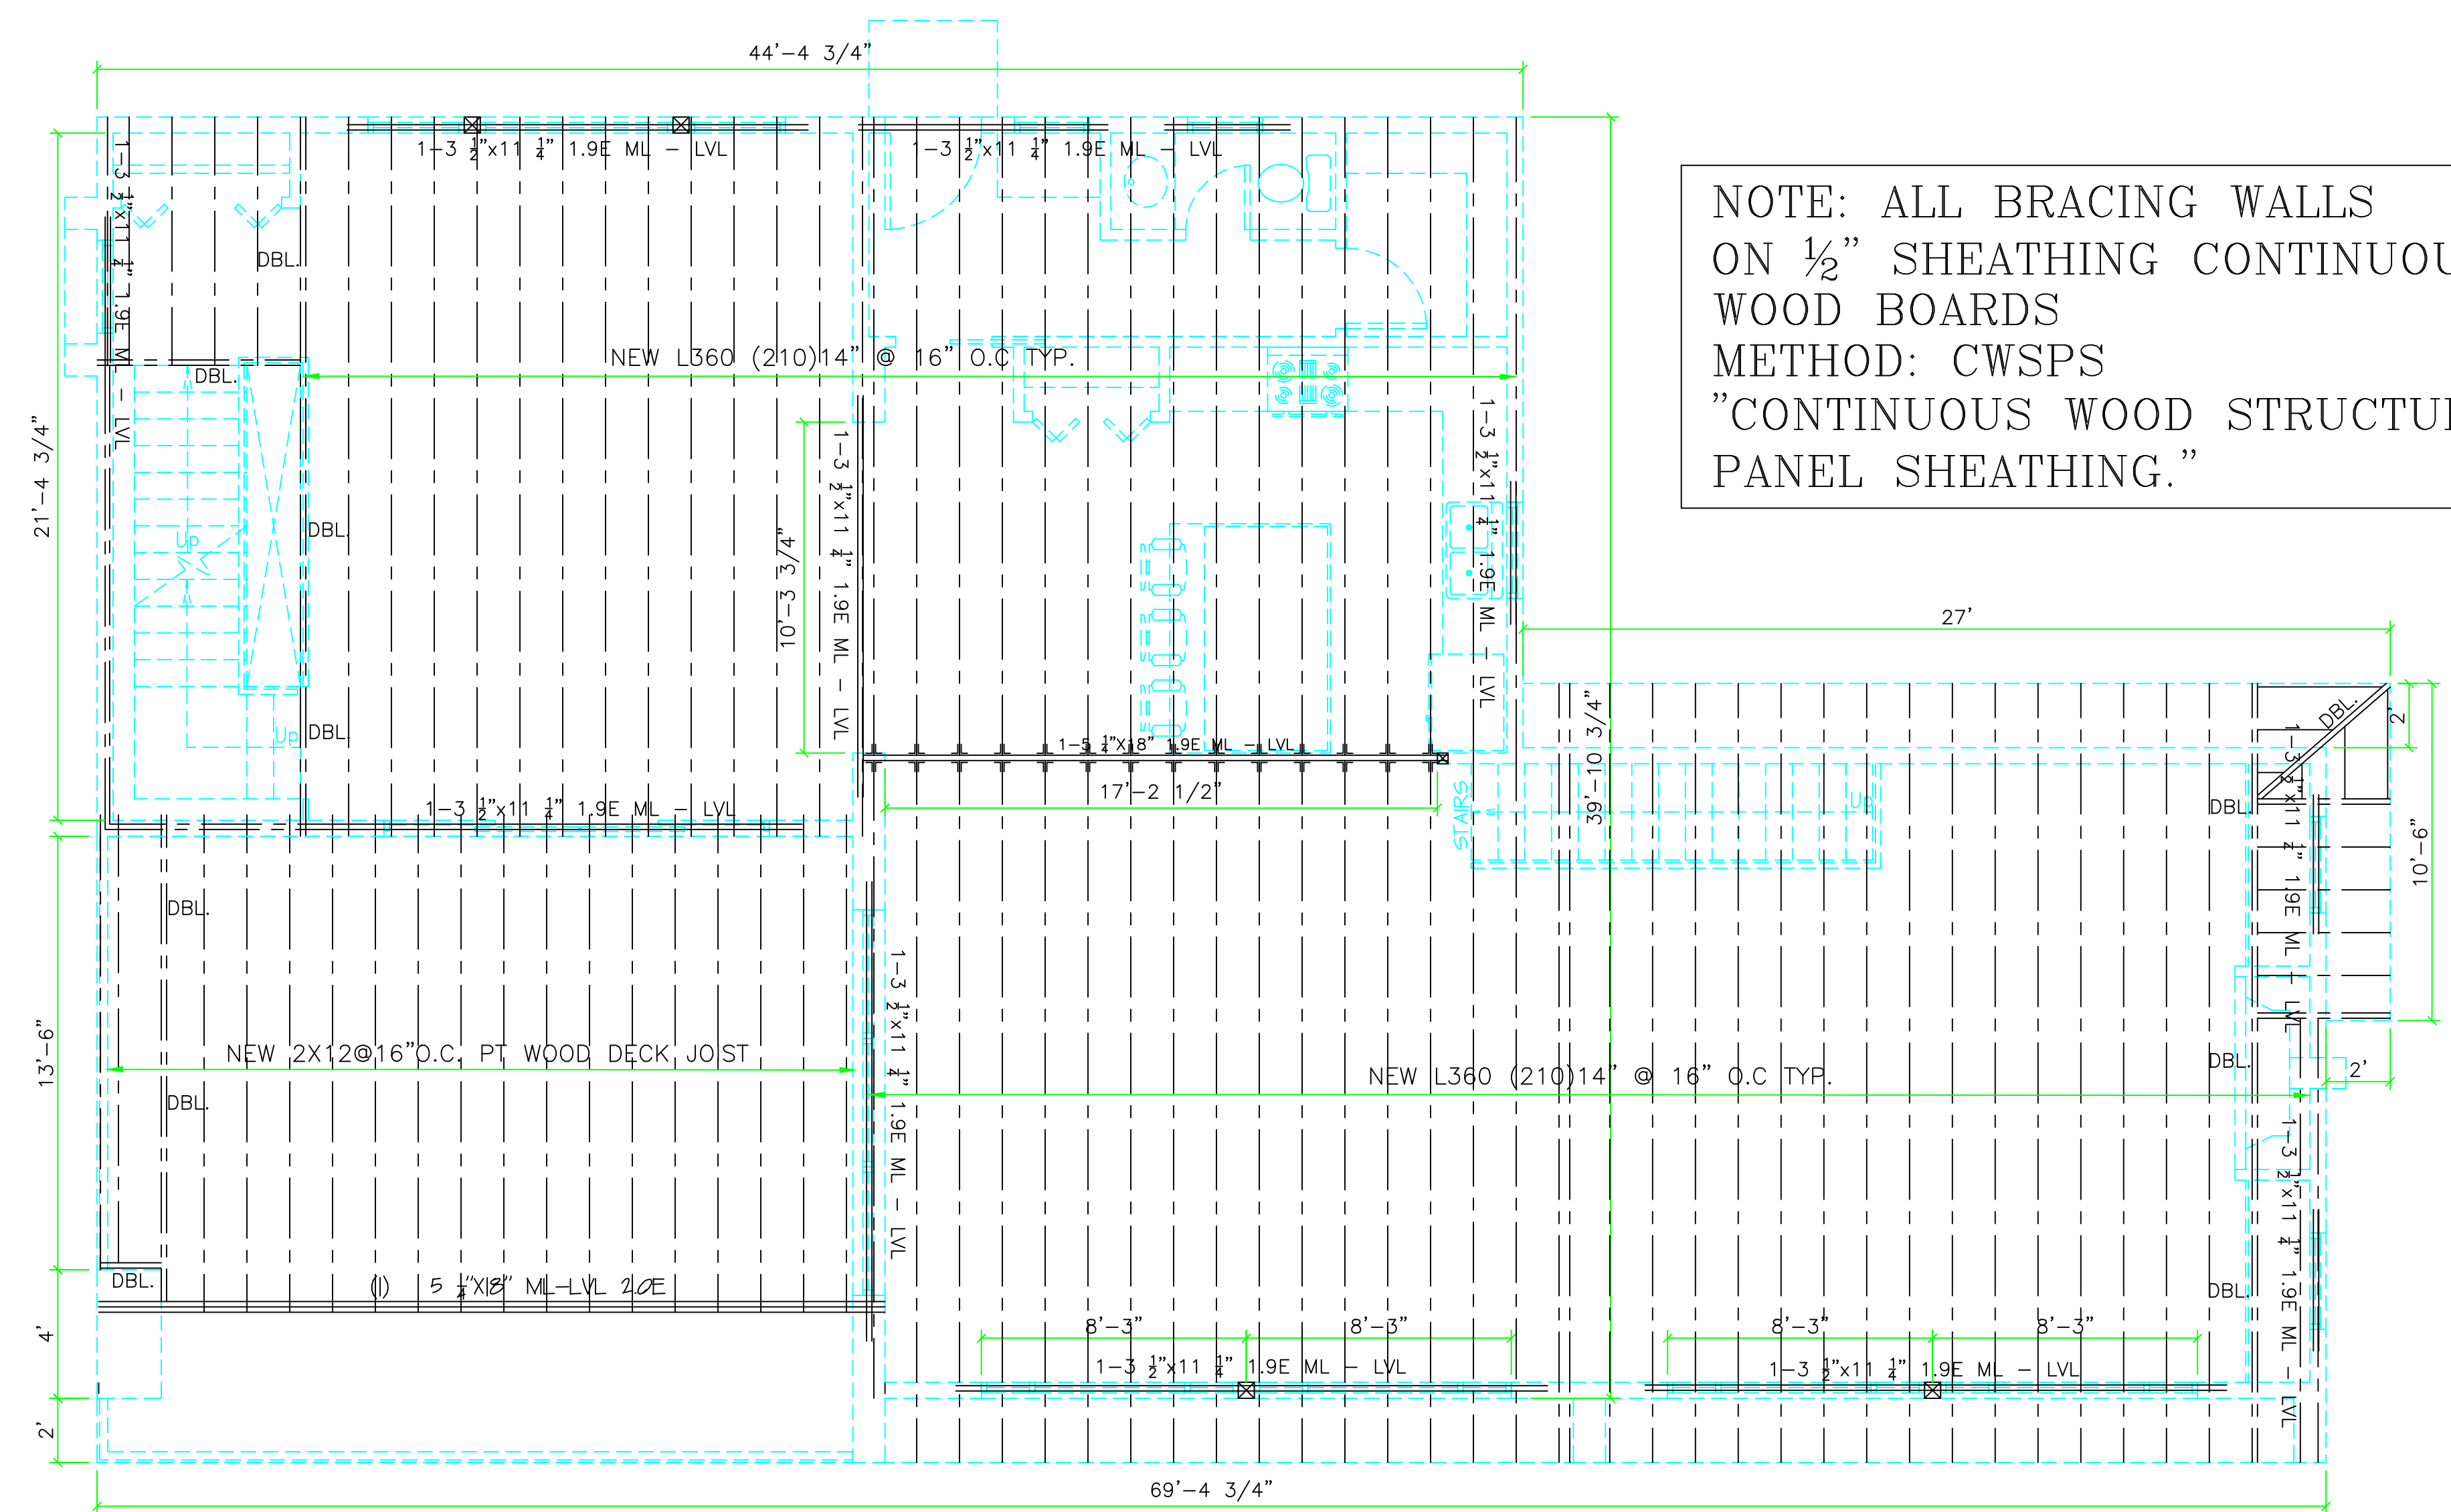 44'-4 3/4"
1-3 ½"x11 ¼" 1.9E ML - LVL
1-3 ½"x11 ¼" 1.9E ML - LVL
1-3 ½"x11 ¼" 1.9E ML - LVL
NOTE: ALL BRACING WALLS
ON ½" SHEATHING CONTINUOU
WOOD BOARDS
METHOD: CWSPS
"CONTINUOUS WOOD STRUCTU
PANEL SHEATHING."
DBL.
NEW L360 (210)14" @ 16" O.C TYP.
DBL.
21'-4 3/4"
1-3 ½"x11 ¼" 1.9E ML - LVL
1-3 ½"x11 ¼" 1.9E ML - LVL
10'-3 3/4"
DBL.
Up
27'
Up
DBL.
1-5 ¼"X18" 1.9E ML - LVL
39'-10 3/4"
DBL.
2'
1-3 ½"x11 ¼" 1.9E ML - LVL
17'-2 1/2"
STAIRS
Up
1-3 ½"x11 ¼" 1.9E ML - LVL
DBL.
10'-6"
DBL.
1-3 ½"x11 ¼" 1.9E ML - LVL
13'-6"
NEW 2X12@16"O.C. PT WOOD DECK JOIST
NEW L360 (210)14" @ 16" O.C TYP.
DBL.
2'
DBL.
1-3 ½"x11 ¼" 1.9E ML - LVL
DBL.
(1) 5 ¼"X18" ML-LVL 2.0E
DBL.
4'
8'-3"
8'-3"
8'-3"
8'-3"
1-3 ½"x11 ¼" 1.9E ML - LVL
1-3 ½"x11 ¼" 1.9E ML - LVL
2'
69'-4 3/4"